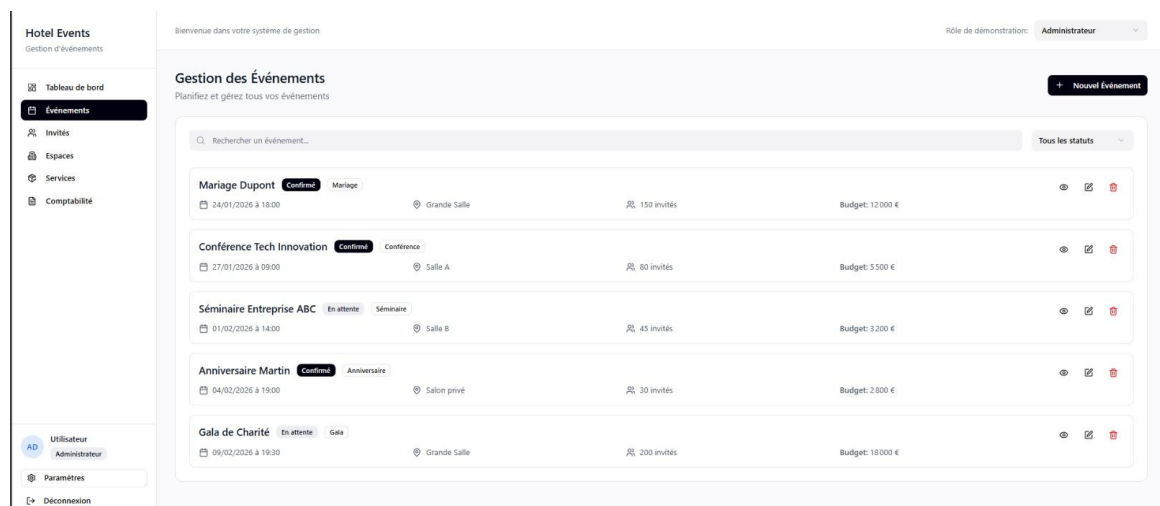 Hotel Events
Gestion d'événements
Bienvenue dans votre système de gestion
Rôle de démonstration: Administrateur
Tableau de bord
Événements
Invités
Espaces
Services
Comptabilité
Gestion des Événements
Planifiez et gérez tous vos événements
+ Nouvel Événement
Rechercher un événement...
Tous les statuts
Mariage Dupont Confirmé Mariage
24/01/2026 à 18:00 Grande Salle 150 invités Budget: 12 000 €
Conférence Tech Innovation Confirmé Conférence
27/01/2026 à 09:00 Salle A 80 invités Budget: 5 500 €
Séminaire Entreprise ABC En attente Séminaire
01/02/2026 à 14:00 Salle B 45 invités Budget: 3 200 €
Anniversaire Martin Confirmé Anniversaire
04/02/2026 à 19:00 Salon privé 30 invités Budget: 2 800 €
Gala de Charité En attente Gala
09/02/2026 à 19:30 Grande Salle 200 invités Budget: 18 000 €
AD
Utilisateur
Administrateur
Paramètres
Déconnexion